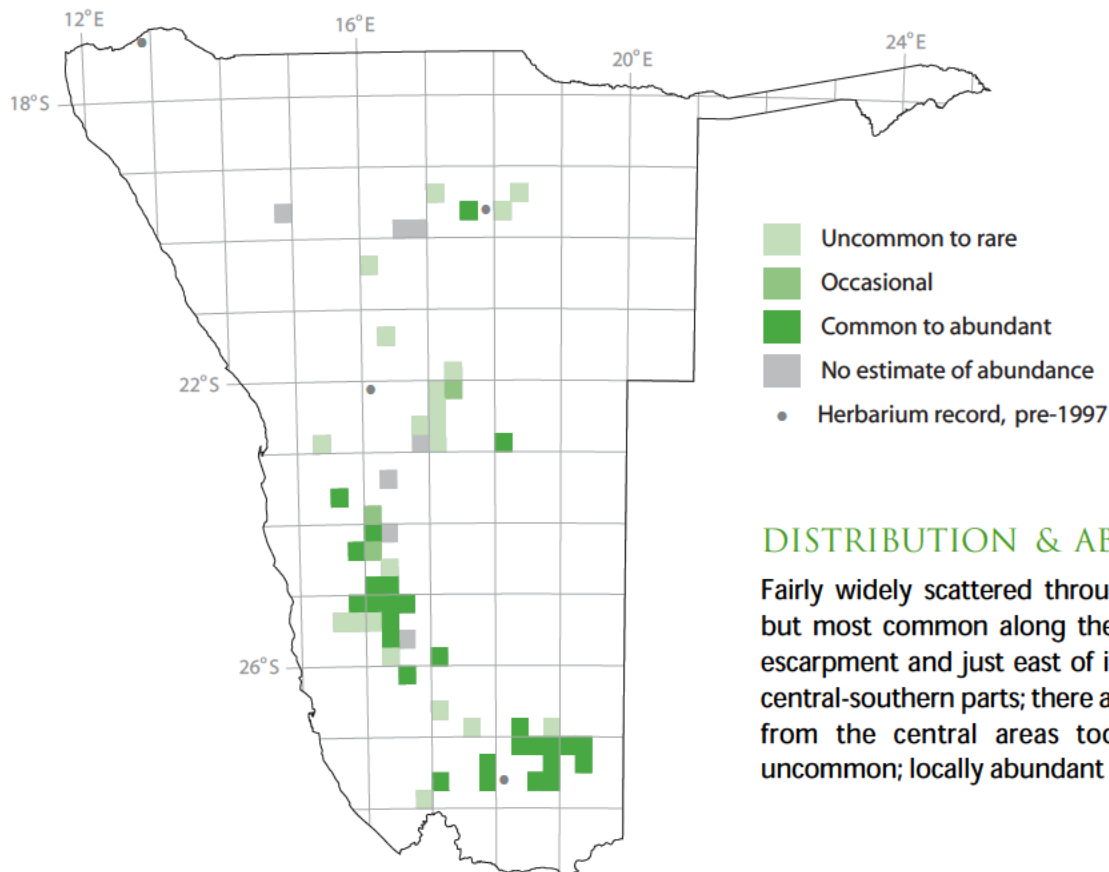 12°E
16°E
20°E
24°E
18°S
22°S
26°S
Uncommon to rare
Occasional
Common to abundant
No estimate of abundance
Herbarium record, pre-1997
DISTRIBUTION & AB
Fairly widely scattered throu
but most common along the
escarpment and just east of i
central-southern parts; there a
from the central areas too
uncommon; locally abundant